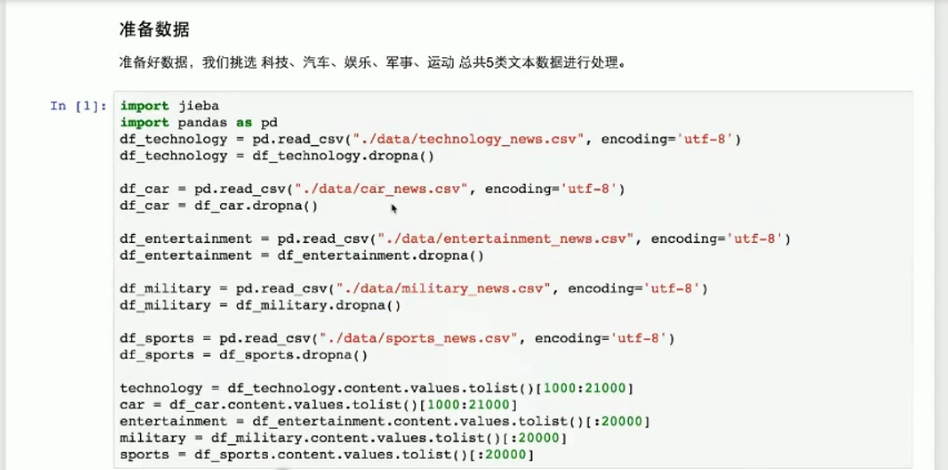 准备数据
准备好数据，我们挑选 科技、汽车、娱乐、军事、运动 总共5类文本数据进行处理。
In [1]: import jieba
import pandas as pd
df_technology = pd.read_csv("./data/technology_news.csv", encoding='utf-8')
df_technology = df_technology.dropna()
df_car = pd.read_csv("./data/car_news.csv", encoding='utf-8')
df_car = df_car.dropna()
df_entertainment = pd.read_csv("./data/entertainment_news.csv", encoding='utf-8')
df_entertainment = df_entertainment.dropna()
df_military = pd.read_csv("./data/military_news.csv", encoding='utf-8')
df_military = df_military.dropna()
df_sports = pd.read_csv("./data/sports_news.csv", encoding='utf-8')
df_sports = df_sports.dropna()
technology = df_technology.content.values.tolist()[1000:21000]
car = df_car.content.values.tolist()[1000:21000]
entertainment = df_entertainment.content.values.tolist()[:20000]
military = df_military.content.values.tolist()[:20000]
sports = df_sports.content.values.tolist()[:20000]